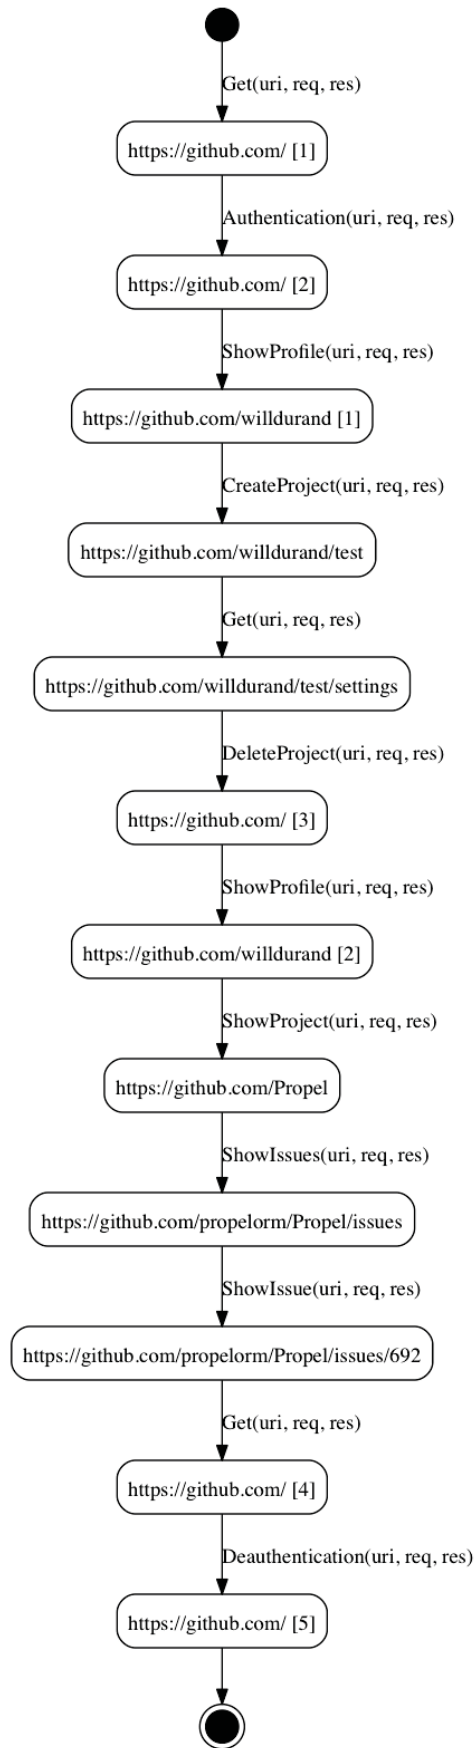 Get(uri, req, res)
https://github.com/ [1]
Authentication(uri, req, res)
https://github.com/ [2]
ShowProfile(uri, req, res)
https://github.com/willdurand [1]
CreateProject(uri, req, res)
https://github.com/willdurand/test
Get(uri, req, res)
https://github.com/willdurand/test/settings
DeleteProject(uri, req, res)
https://github.com/ [3]
ShowProfile(uri, req, res)
https://github.com/willdurand [2]
ShowProject(uri, req, res)
https://github.com/Propel
ShowIssues(uri, req, res)
https://github.com/propelorm/Propel/issues
ShowIssue(uri, req, res)
https://github.com/propelorm/Propel/issues/692
Get(uri, req, res)
https://github.com/ [4]
Deauthentication(uri, req, res)
https://github.com/ [5]